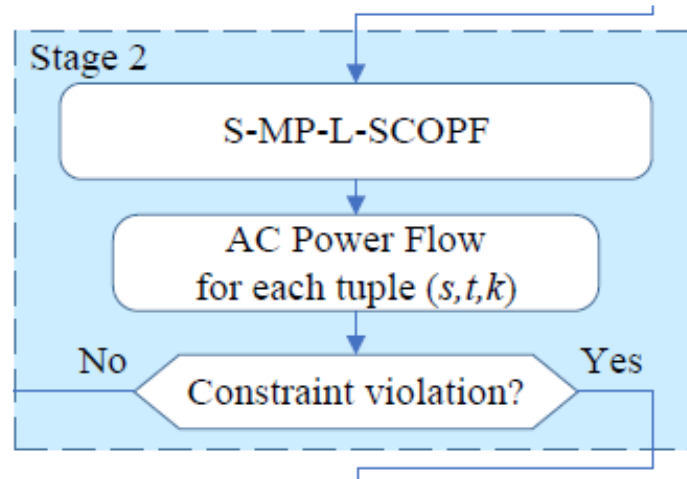 Stage 2
S-MP-L-SCOPF
AC Power Flow
for each tuple (s,t,k)
No
Constraint violation?
Yes